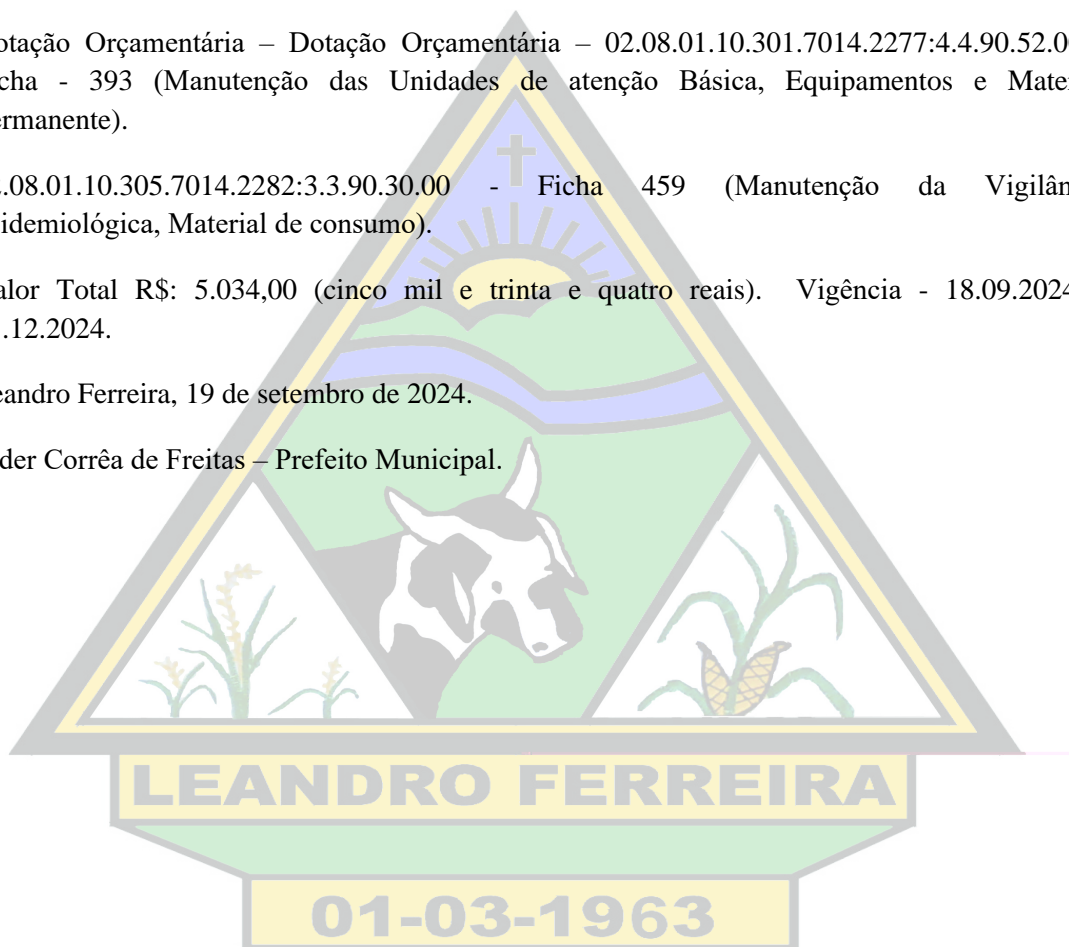 otação Orçamentária – Dotação Orçamentária – 02.08.01.10.301.7014.2277:4.4.90.52.0
cha - 393 (Manutenção das Unidades de atenção Básica, Equipamentos e Mater
ermanente).
.08.01.10.305.7014.2282:3.3.90.30.00 - Ficha 459 (Manutenção da Vigilân
idemiológica, Material de consumo).
alor Total R$: 5.034,00 (cinco mil e trinta e quatro reais). Vigência - 18.09.2024
.12.2024.
eandro Ferreira, 19 de setembro de 2024.
der Corrêa de Freitas – Prefeito Municipal.
LEANDRO FERREIRA
01-03-1963